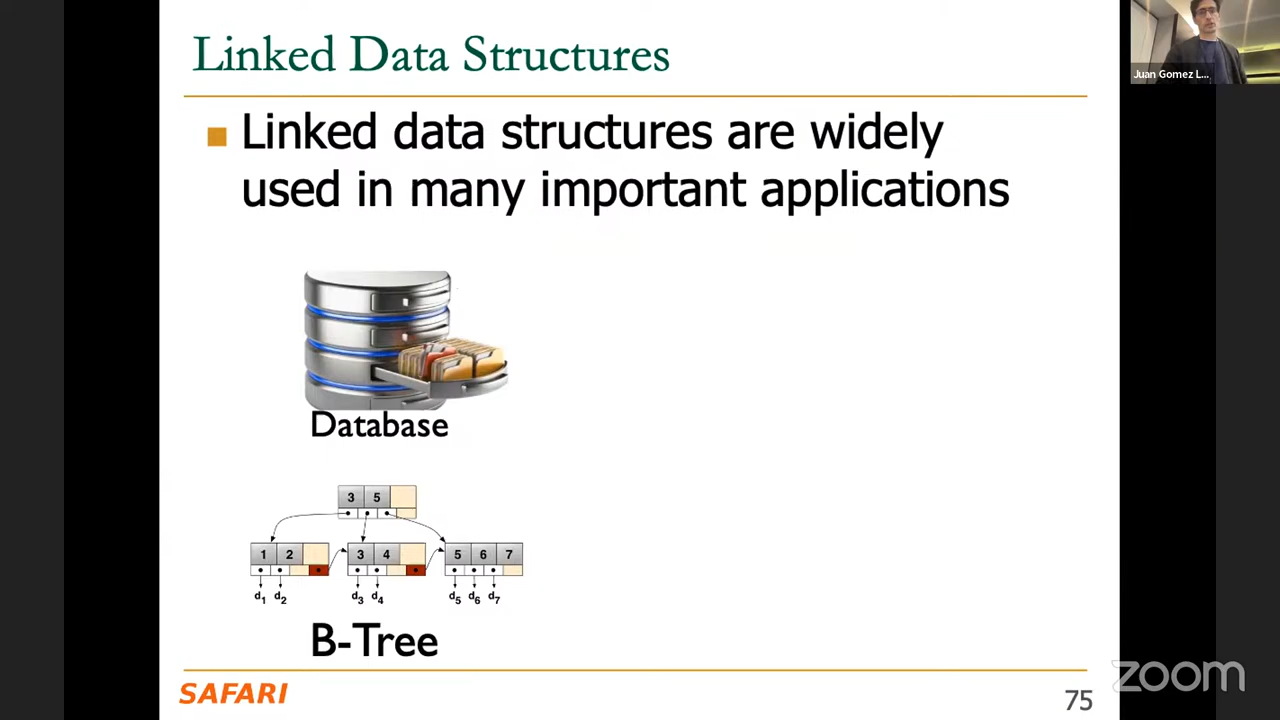 Linked Data Structures
Juan Gomez L...
Linked data structures are widely
used in many important applications
Database
3 5
1 2 3 4 5 6 7
d1 d2 d3 d4 d5 d6 d7
B-Tree
SAFARI
75
zoom